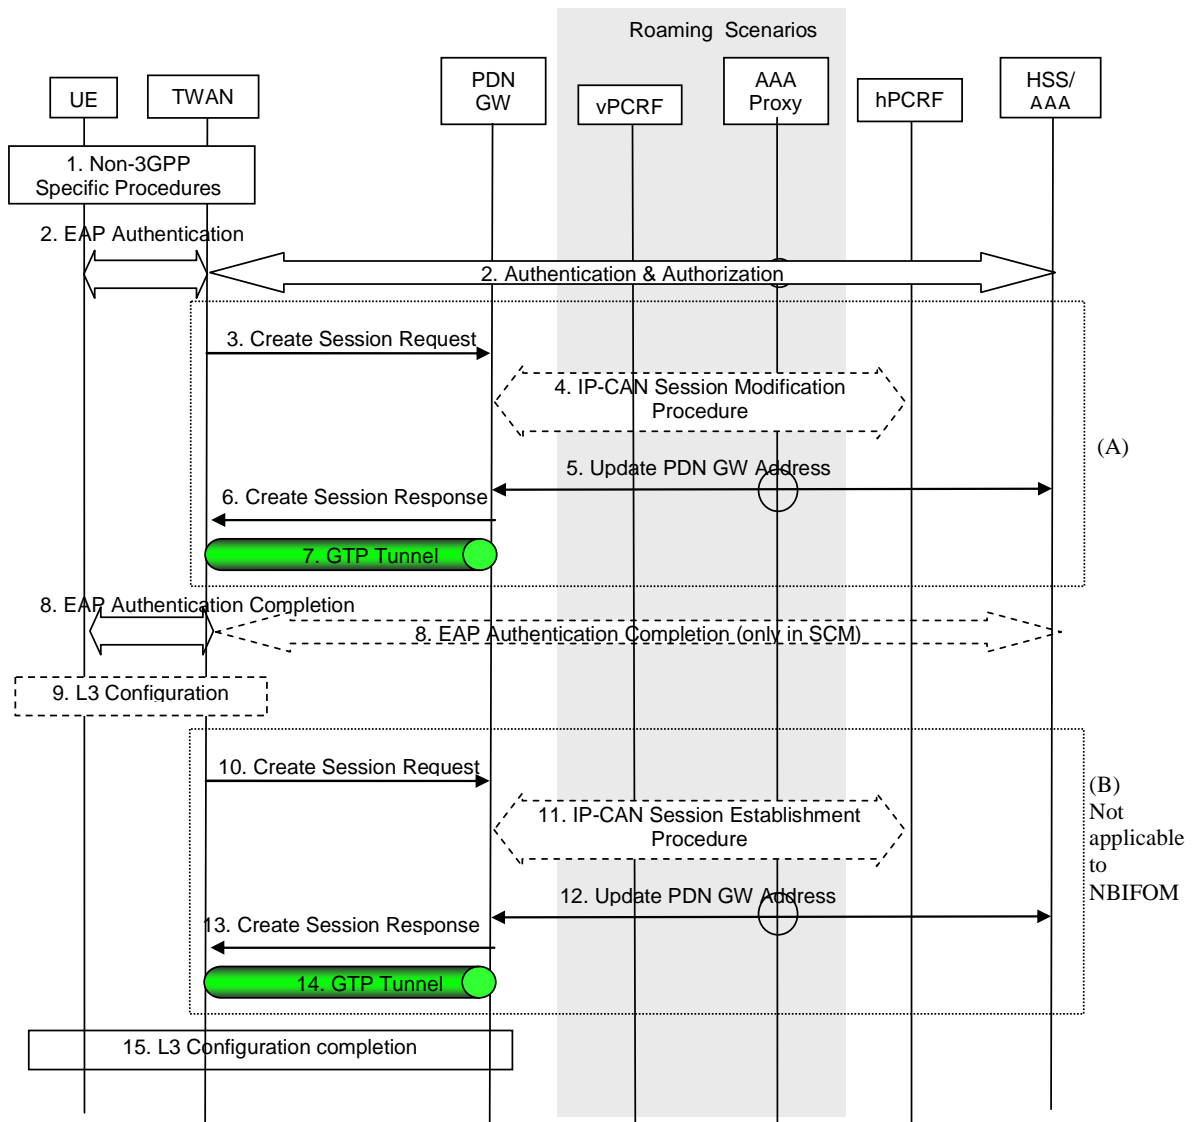 Roaming Scenarios
UE
TWAN
PDN
GW
vPCRF
AAA
Proxy
hPCRF
HSS/
AAA
1. Non-3GPP
Specific Procedures
2. EAP Authentication
2. Authentication & Authorization
3. Create Session Request
4. IP-CAN Session Modification
Procedure
(A)
5. Update PDN GW Address
6. Create Session Response
7. GTP Tunnel
8. EAP Authentication Completion
8. EAP Authentication Completion (only in SCM)
9. L3 Configuration
10. Create Session Request
(B)
Not
applicable
to
NBIFOM
11. IP-CAN Session Establishment
Procedure
12. Update PDN GW Address
13. Create Session Response
14. GTP Tunnel
15. L3 Configuration completion